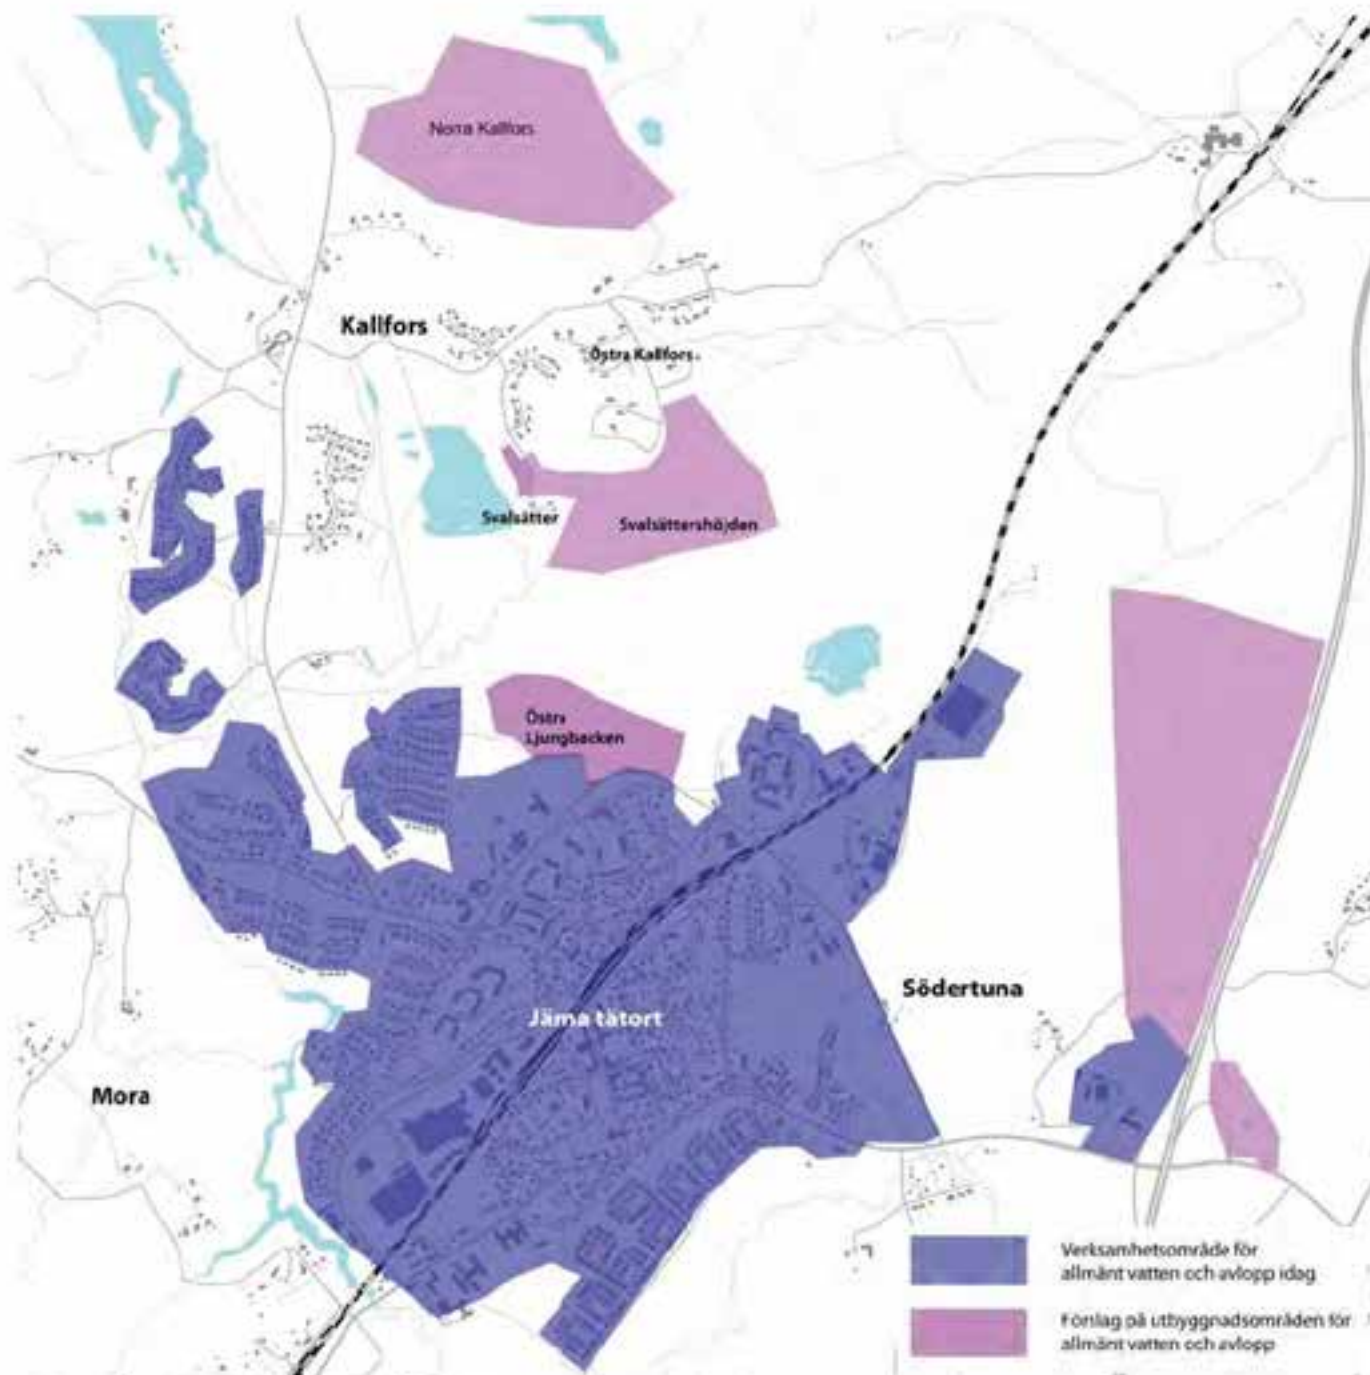 Norra Kallfors
Kallfors
Östra Kallfors
Svalsätter
Svalsättershöjden
Östra
Ljungbacken
Södertuna
Järna tätort
Mora
Verksamhetsområde för
allmänt vatten och avlopp idag
Förslag på utbyggnadsområden för
allmänt vatten och avlopp